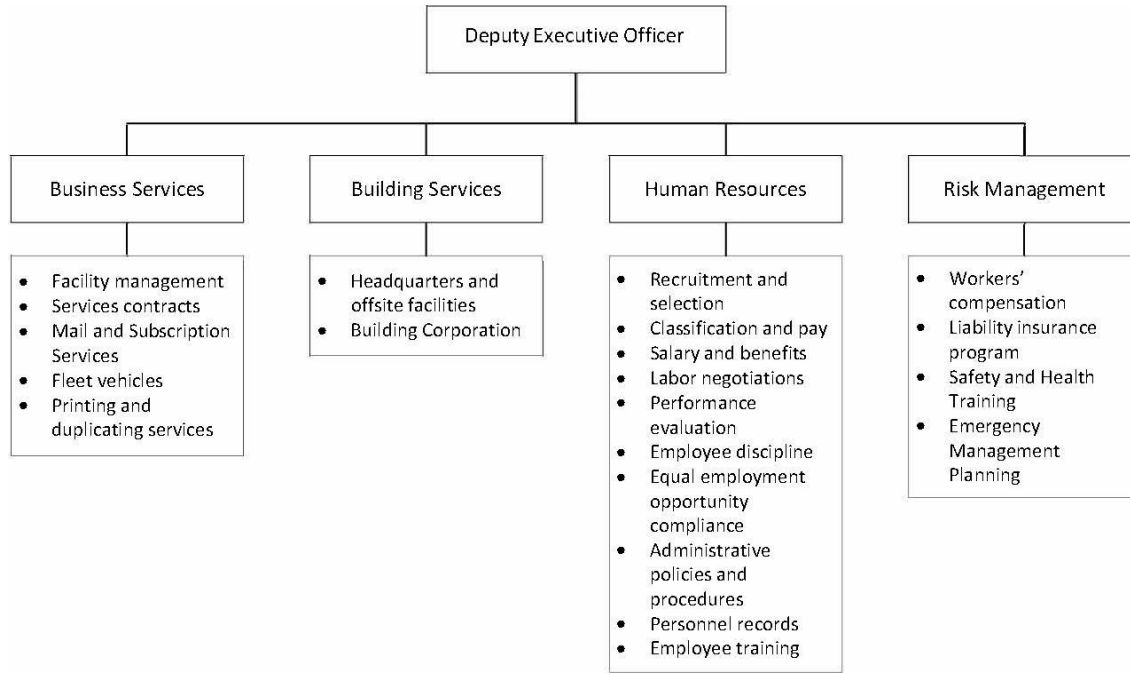 Deputy Executive Officer
Business Services
Building Services
Human Resources
Risk Management
• Facility management
• Services contracts
• Mail and Subscription
Services
• Fleet vehicles
• Printing and
duplicating services
• Headquarters and
offsite facilities
• Building Corporation
• Recruitment and
selection
• Classification and pay
• Salary and benefits
• Labor negotiations
• Performance
evaluation
• Employee discipline
• Equal employment
opportunity
compliance
• Administrative
policies and
procedures
• Personnel records
• Employee training
• Workers’
compensation
• Liability insurance
program
• Safety and Health
Training
• Emergency
Management
Planning